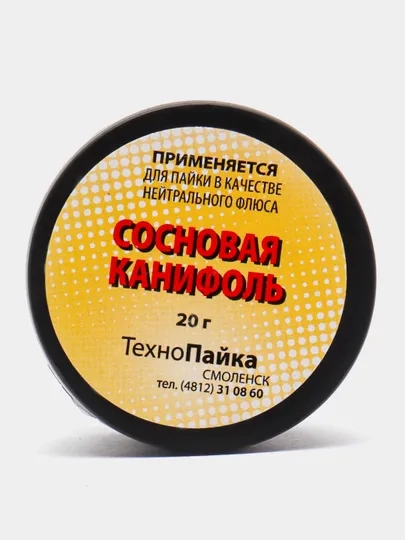 ПРИМЕНЯЕТСЯ
ДЛЯ ПАЙКИ В КАЧЕСТВЕ
НЕЙТРАЛЬНОГО ФЛЮСА
СОСНОВАЯ
КАНИФОЛЬ
20 г
ТехноПайка
СМОЛЕНСК
тел. (4812) 31 08 60